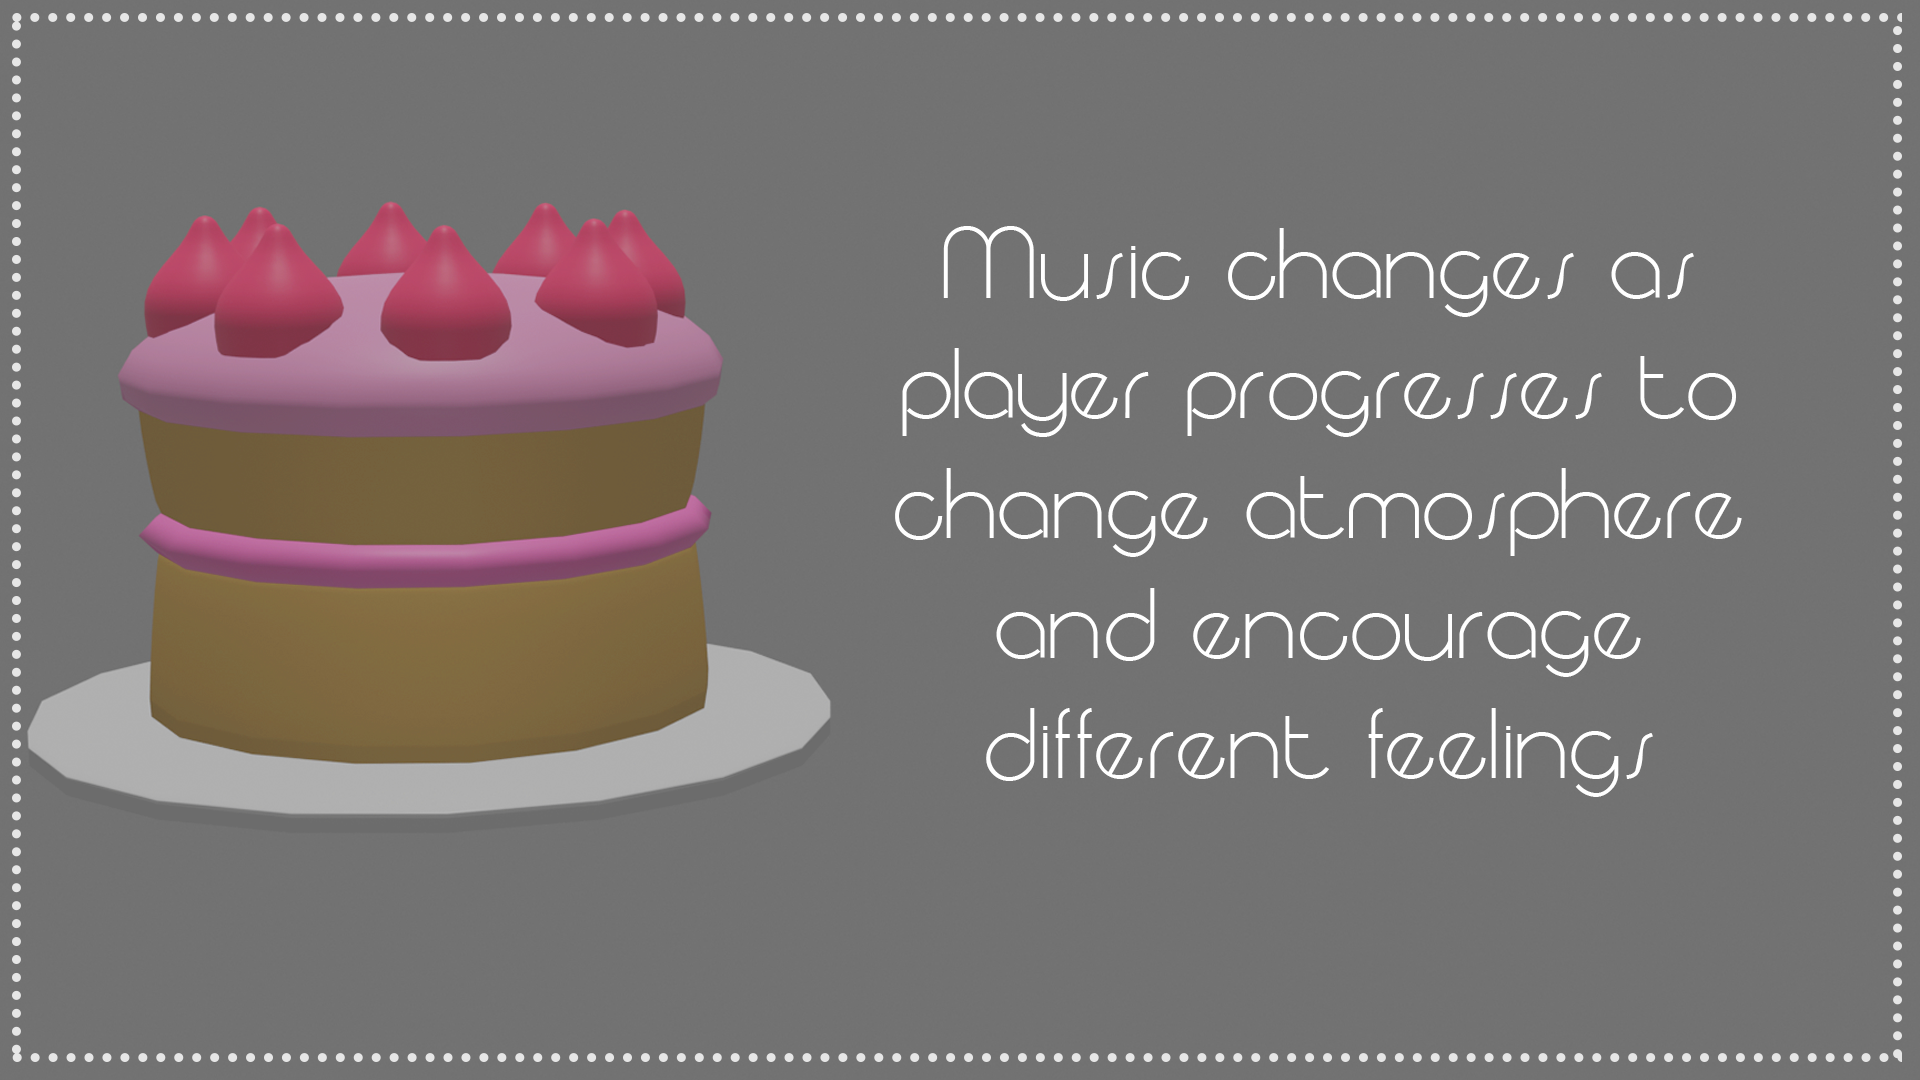 Music changes as
player progresses to
change atmosphere
and encourage
different feelings